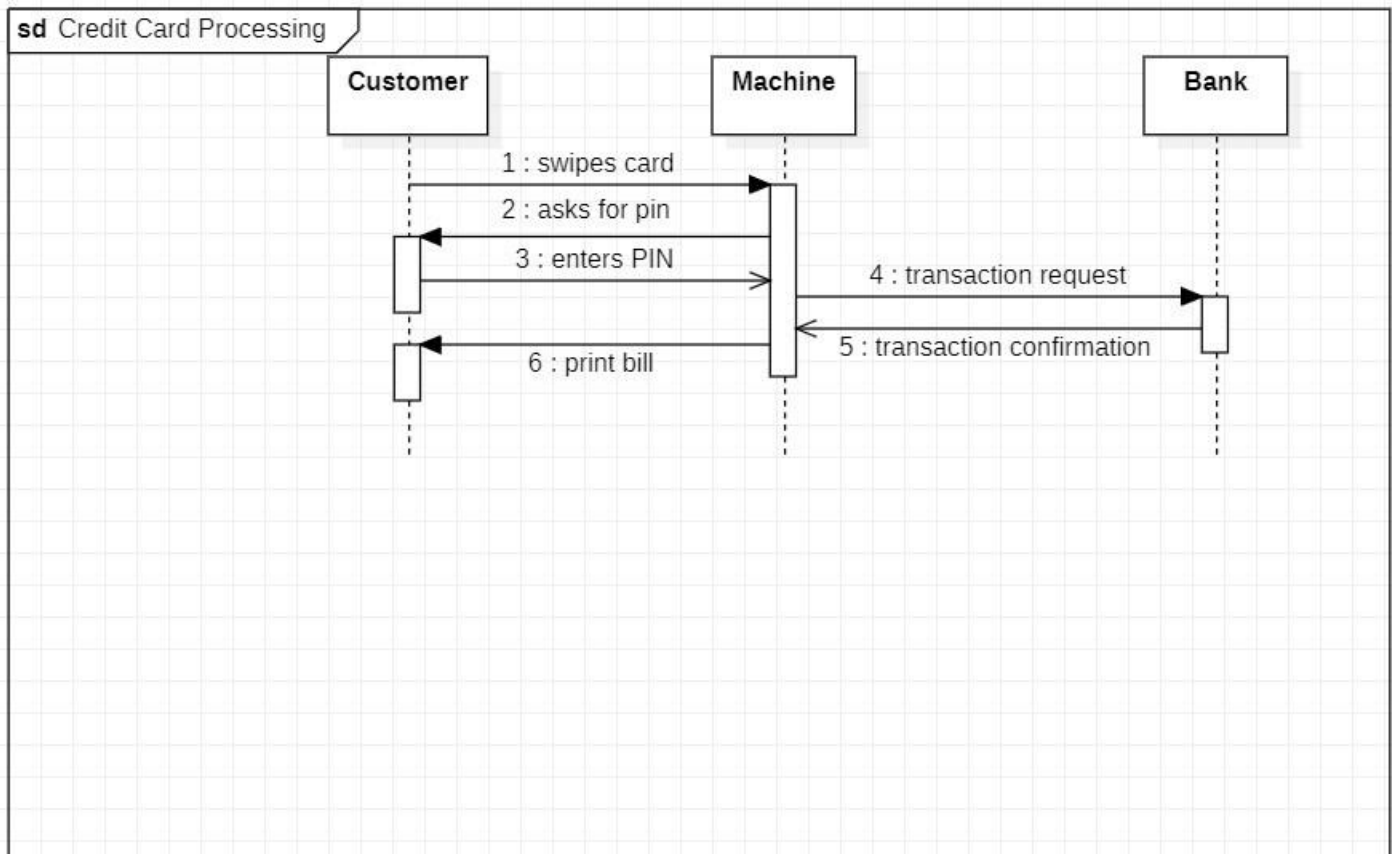 sd Credit Card Processing
Customer
Machine
Bank
1 : swipes card
2 : asks for pin
3 : enters PIN
4 : transaction request
5 : transaction confirmation
6 : print bill